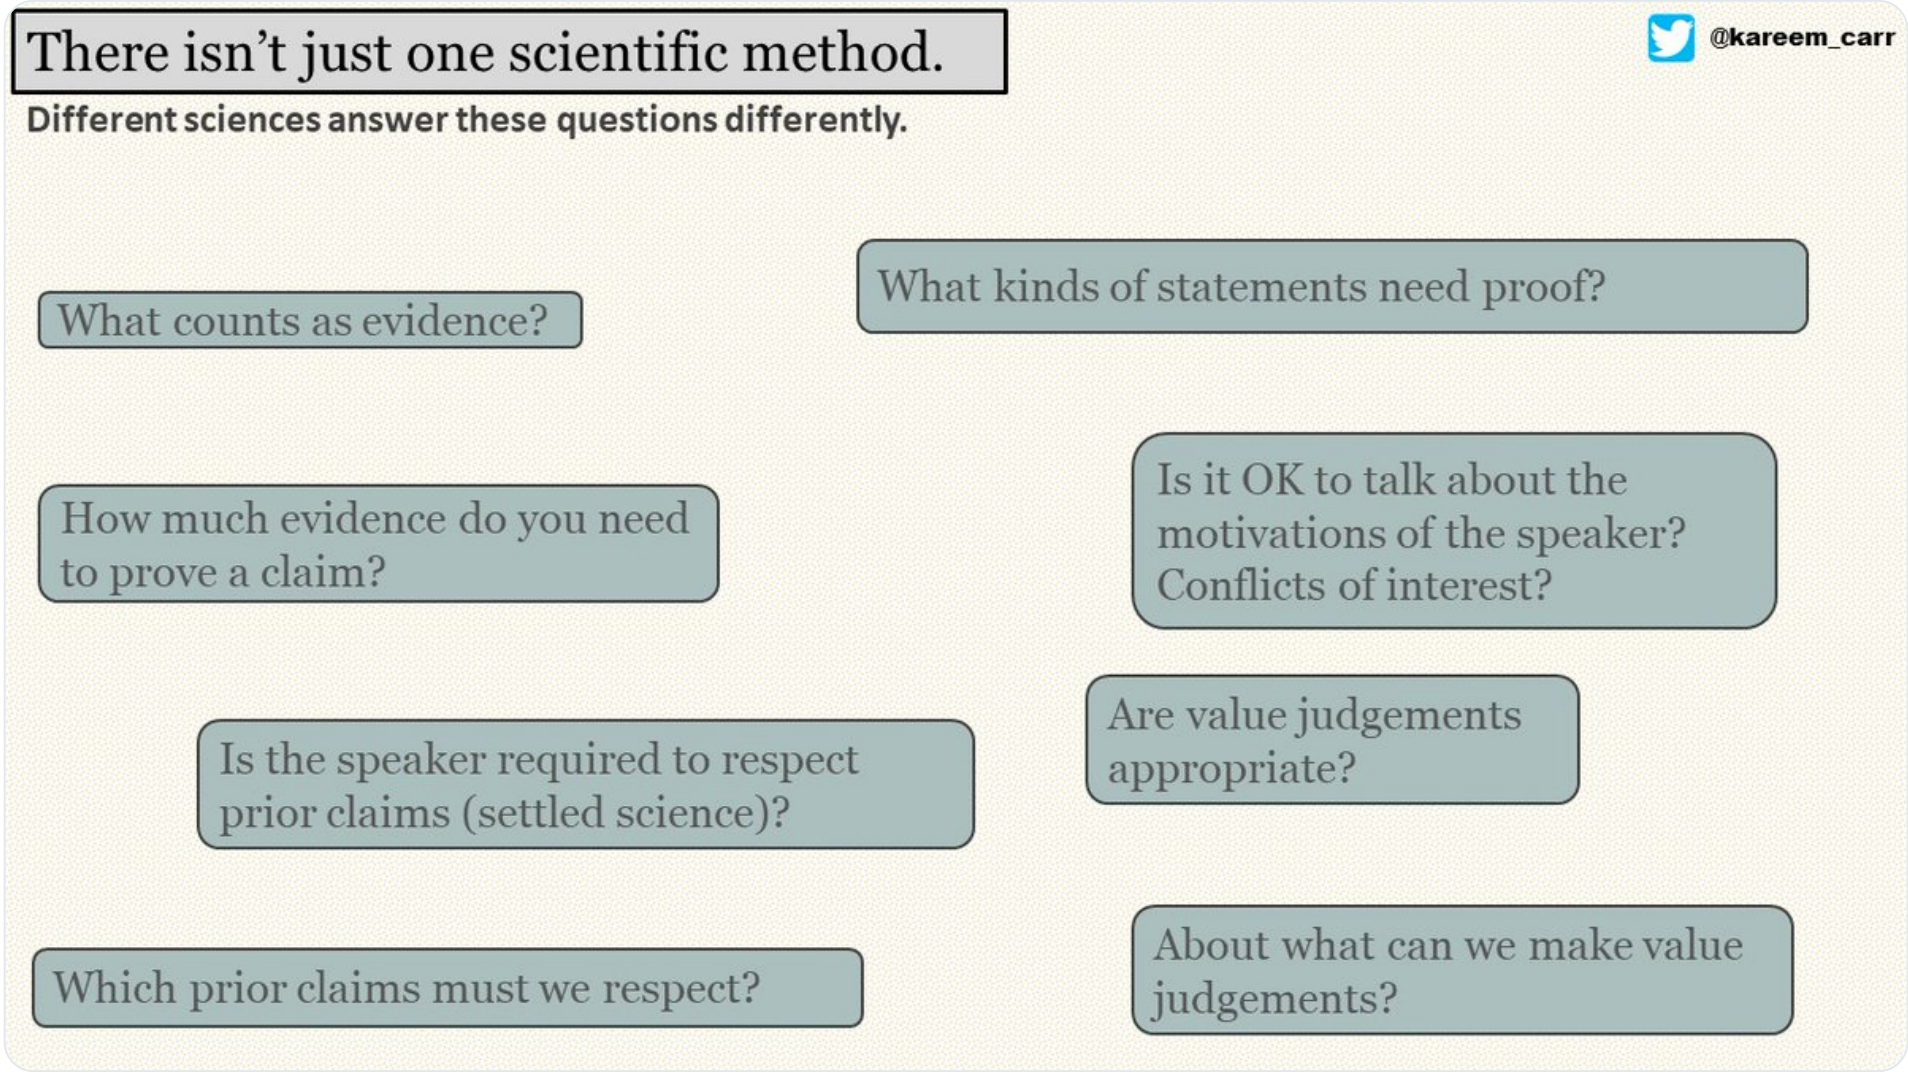 There isn’t just one scientific method.
@kareem_carr
Different sciences answer these questions differently.
What counts as evidence?
What kinds of statements need proof?
How much evidence do you need
to prove a claim?
Is it OK to talk about the
motivations of the speaker?
Conflicts of interest?
Is the speaker required to respect
prior claims (settled science)?
Are value judgements
appropriate?
Which prior claims must we respect?
About what can we make value
judgements?